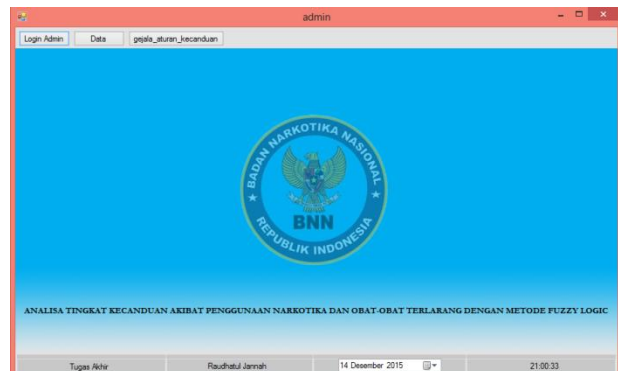 admin
Login Admin Data gejala_aturan_kecanduan
BADAN NARKOTIKA NASIONAL
BNN
REPUBLIK INDONESIA
ANALISA TINGKAT KECANDUAN AKIBAT PENGGUNAAN NARKOTIKA DAN OBAT-OBAT TERLARANG DENGAN METODE FUZZY LOGIC
Tugas Akhir Raudhatul Jannah 14 Desember 2015 21:00:33